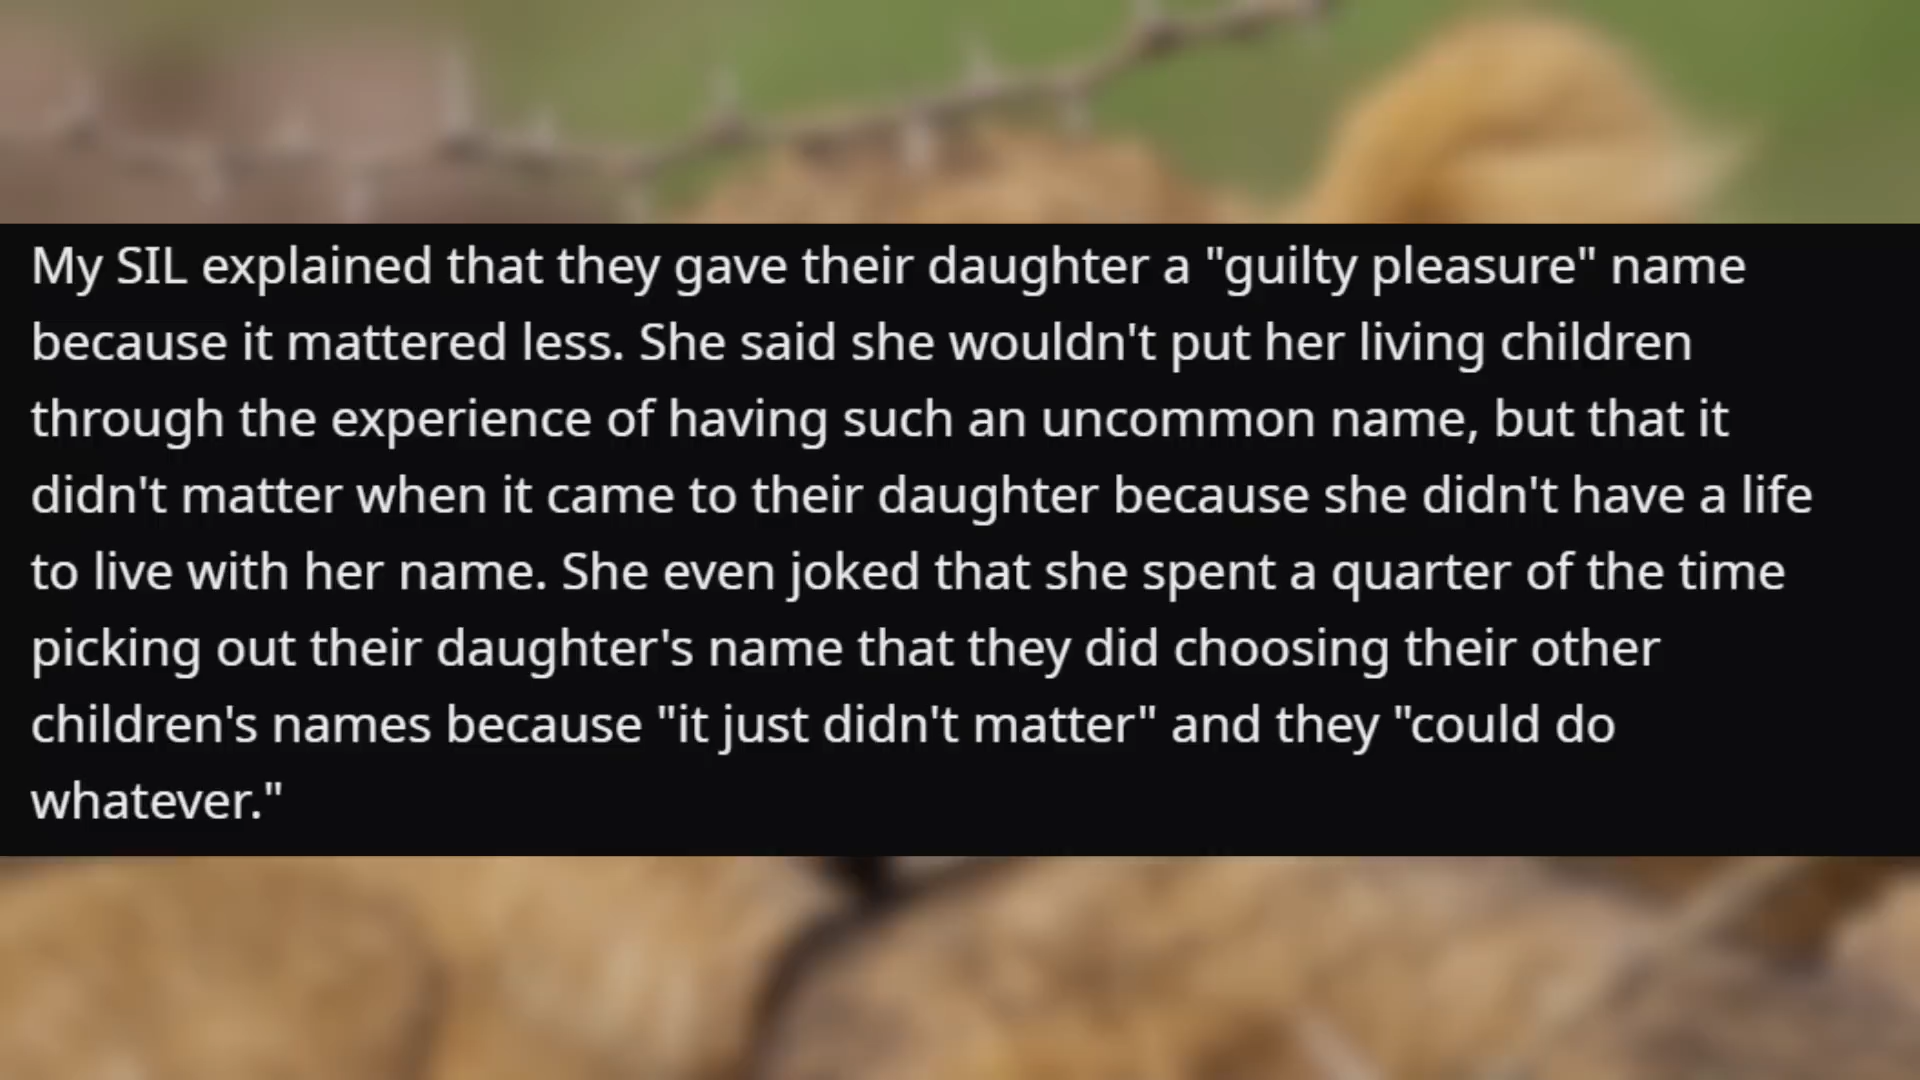 My SIL explained that they gave their daughter a "guilty pleasure" name
because it mattered less. She said she wouldn't put her living children
through the experience of having such an uncommon name, but that it
didn't matter when it came to their daughter because she didn't have a life
to live with her name. She even joked that she spent a quarter of the time
picking out their daughter's name that they did choosing their other
children's names because "it just didn't matter" and they "could do
whatever."